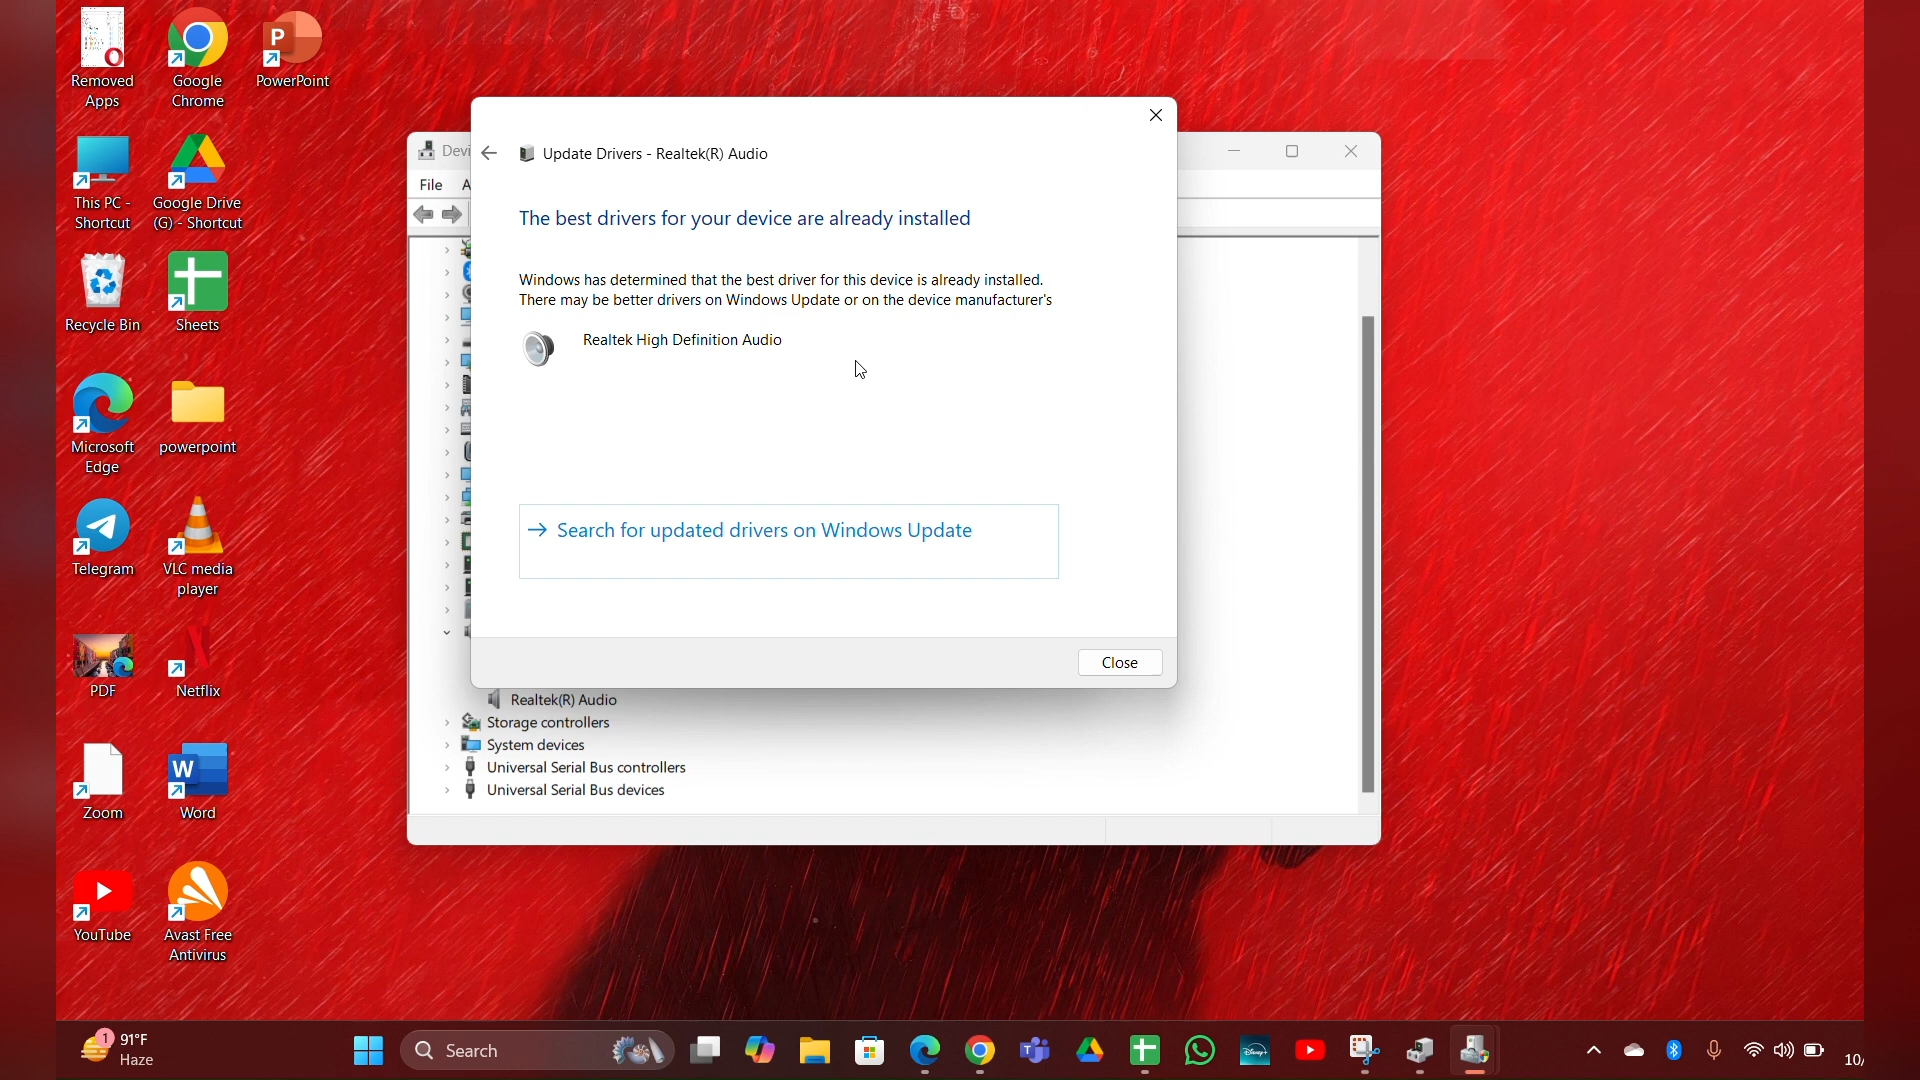 Removed
Apps
Google
Chrome
P
PowerPoint
This PC -
Shortcut
Google Drive
(G) - Shortcut
Recycle Bin
Sheets
Microsoft
Edge
powerpoint
Telegram
VLC media
player
PDF
Netflix
Zoom
W
Word
YouTube
Avast Free
Antivirus
Devi
File A
Update Drivers - Realtek(R) Audio
The best drivers for your device are already installed
Windows has determined that the best driver for this device is already installed.
There may be better drivers on Windows Update or on the device manufacturer's
Realtek High Definition Audio
Search for updated drivers on Windows Update
Close
Realtek(R) Audio
Storage controllers
System devices
Universal Serial Bus controllers
Universal Serial Bus devices
1
91°F
Haze
Search
Disney+
10/